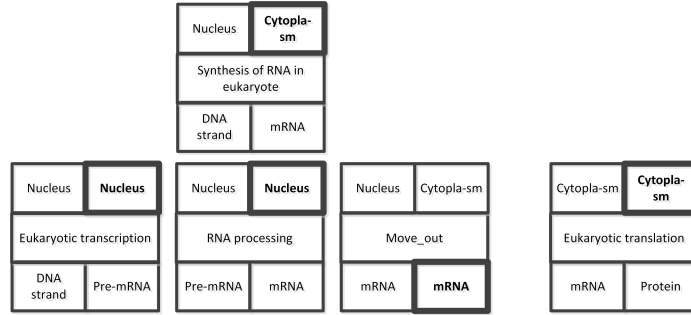 Nucleus
Cytopla-
sm
Synthesis of RNA in
eukaryote
DNA
strand
mRNA
Nucleus
Nucleus
Nucleus
Nucleus
Nucleus
Cytopla-sm
Cytopla-sm
Cytopla-
sm
Eukaryotic transcription
RNA processing
Move_out
Eukaryotic translation
DNA
strand
Pre-mRNA
Pre-mRNA
mRNA
mRNA
mRNA
mRNA
Protein